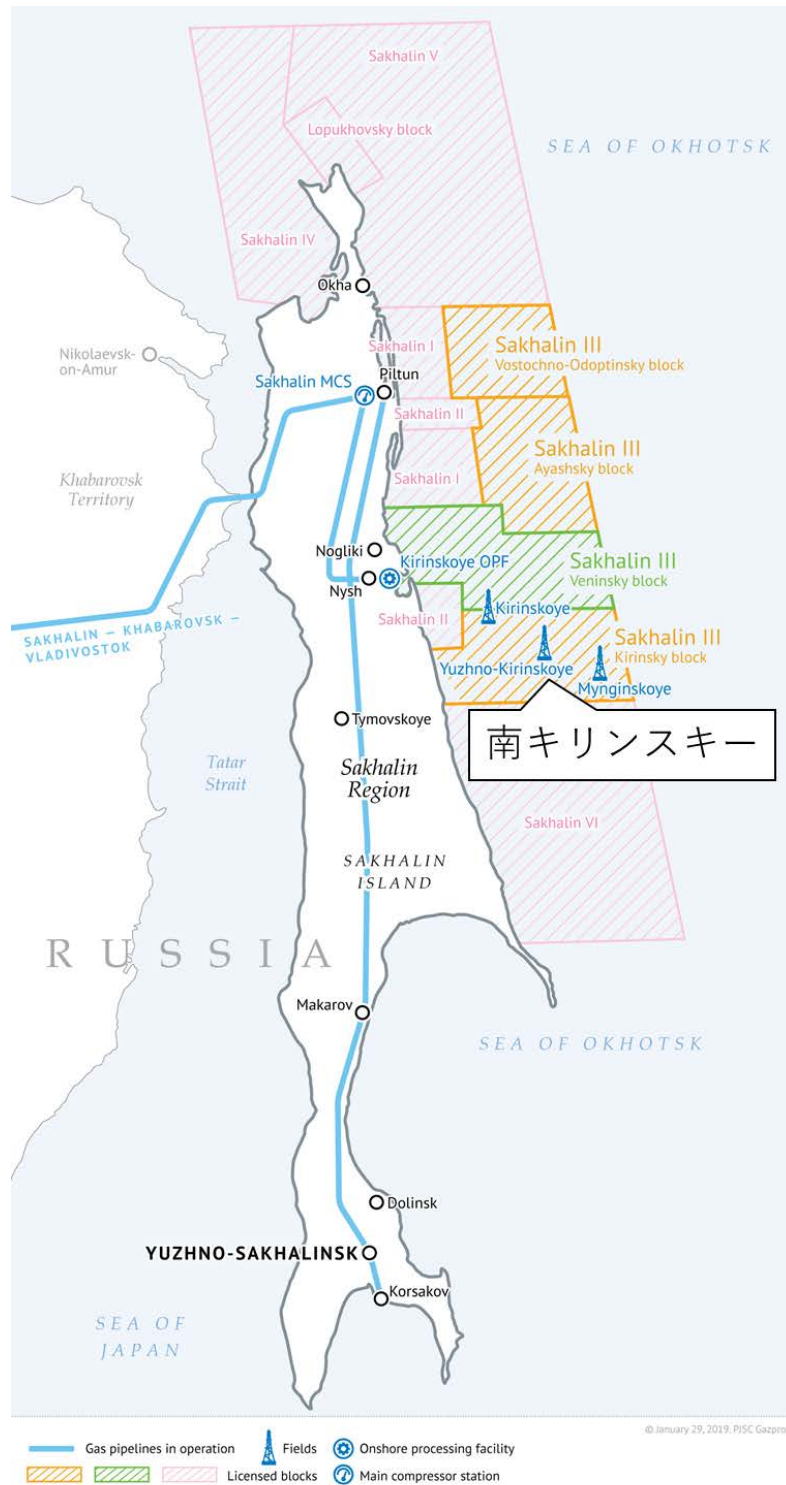 Sakhalin V
Lopukhovsky block
SEA OF OKHOTSK
Sakhalin IV
Okha
Nikolaevsk-
on-Amur
Sakhalin I
Sakhalin III
Vostochno-Odoptinsky block
Sakhalin MCS
Piltun
Sakhalin II
Sakhalin I
Sakhalin III
Ayashsky block
Khabarovsk
Territory
Nogliki
Kirinskoye OPF
Nysh
Sakhalin III
Veninsky block
Sakhalin II
Kirinskoye
SAKHALIN – KHABAROVSK –
VLADIVOSTOK
Sakhalin III
Kirinsky block
Yuzhno-Kirinskoye
Mynginskoye
南キリンスキー
Tymovskoye
Tatar
Strait
Sakhalin
Region
Sakhalin VI
SAKHALIN
ISLAND
RUSSIA
Makarov
SEA OF OKHOTSK
Dolinsk
YUZHNO-SAKHALINSK
Korsakov
SEA OF
JAPAN
© January 29, 2019, PJSC Gazpro
Gas pipelines in operation
Fields
Onshore processing facility
Licensed blocks
Main compressor station